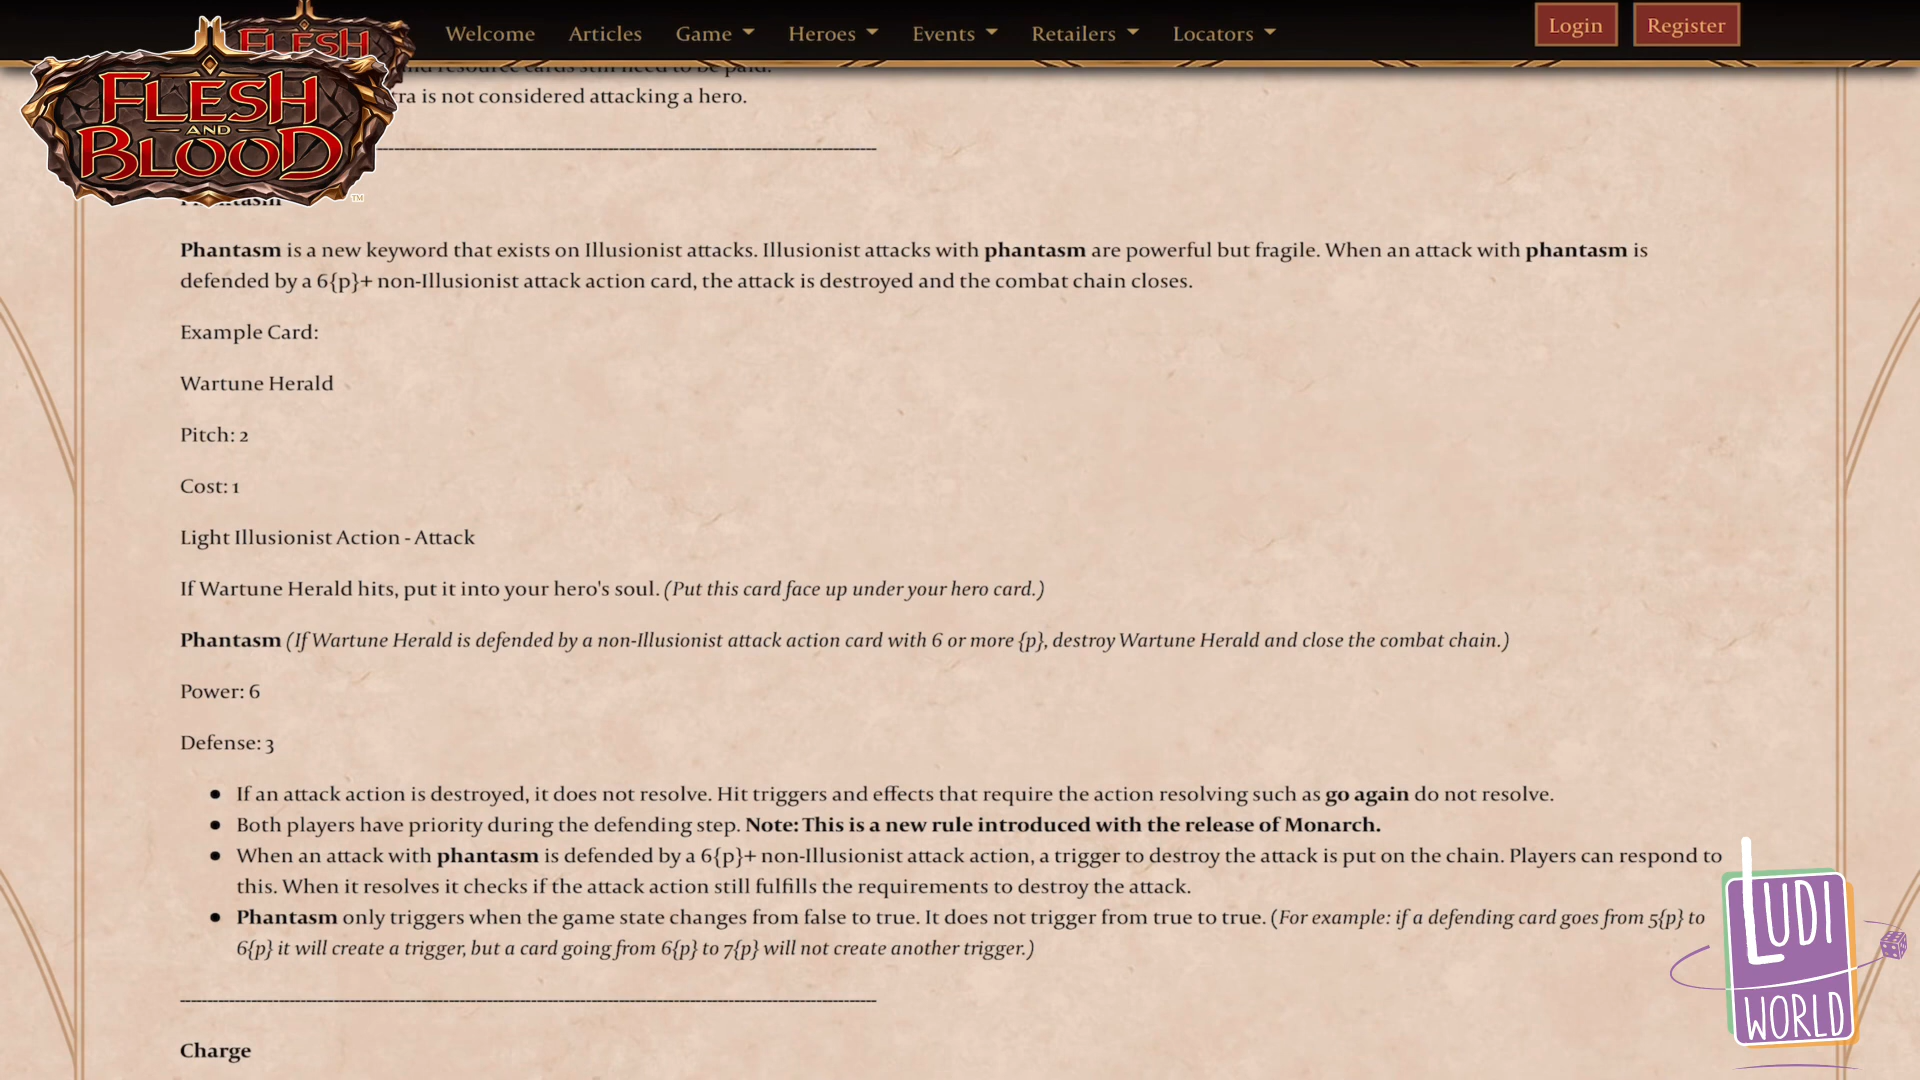 Welcome Articles Game Heroes Events Retailers Locators Login Register
FLESH
FLESH
AND
BLOOD
TM
and resource cards still need to be paid.
tra is not considered attacking a hero.
Phantasm
Phantasm is a new keyword that exists on Illusionist attacks. Illusionist attacks with phantasm are powerful but fragile. When an attack with phantasm is
defended by a 6{p}+ non-Illusionist attack action card, the attack is destroyed and the combat chain closes.
Example Card:
Wartune Herald
Pitch: 2
Cost: 1
Light Illusionist Action - Attack
If Wartune Herald hits, put it into your hero's soul. (Put this card face up under your hero card.)
Phantasm (If Wartune Herald is defended by a non-Illusionist attack action card with 6 or more {p}, destroy Wartune Herald and close the combat chain.)
Power: 6
Defense: 3
• If an attack action is destroyed, it does not resolve. Hit triggers and effects that require the action resolving such as go again do not resolve.
• Both players have priority during the defending step. Note: This is a new rule introduced with the release of Monarch.
• When an attack with phantasm is defended by a 6{p}+ non-Illusionist attack action, a trigger to destroy the attack is put on the chain. Players can respond to
this. When it resolves it checks if the attack action still fulfills the requirements to destroy the attack.
• Phantasm only triggers when the game state changes from false to true. It does not trigger from true to true. (For example: if a defending card goes from 5{p} to
6{p} it will create a trigger, but a card going from 6{p} to 7{p} will not create another trigger.)
Charge
LUDI
WORLD